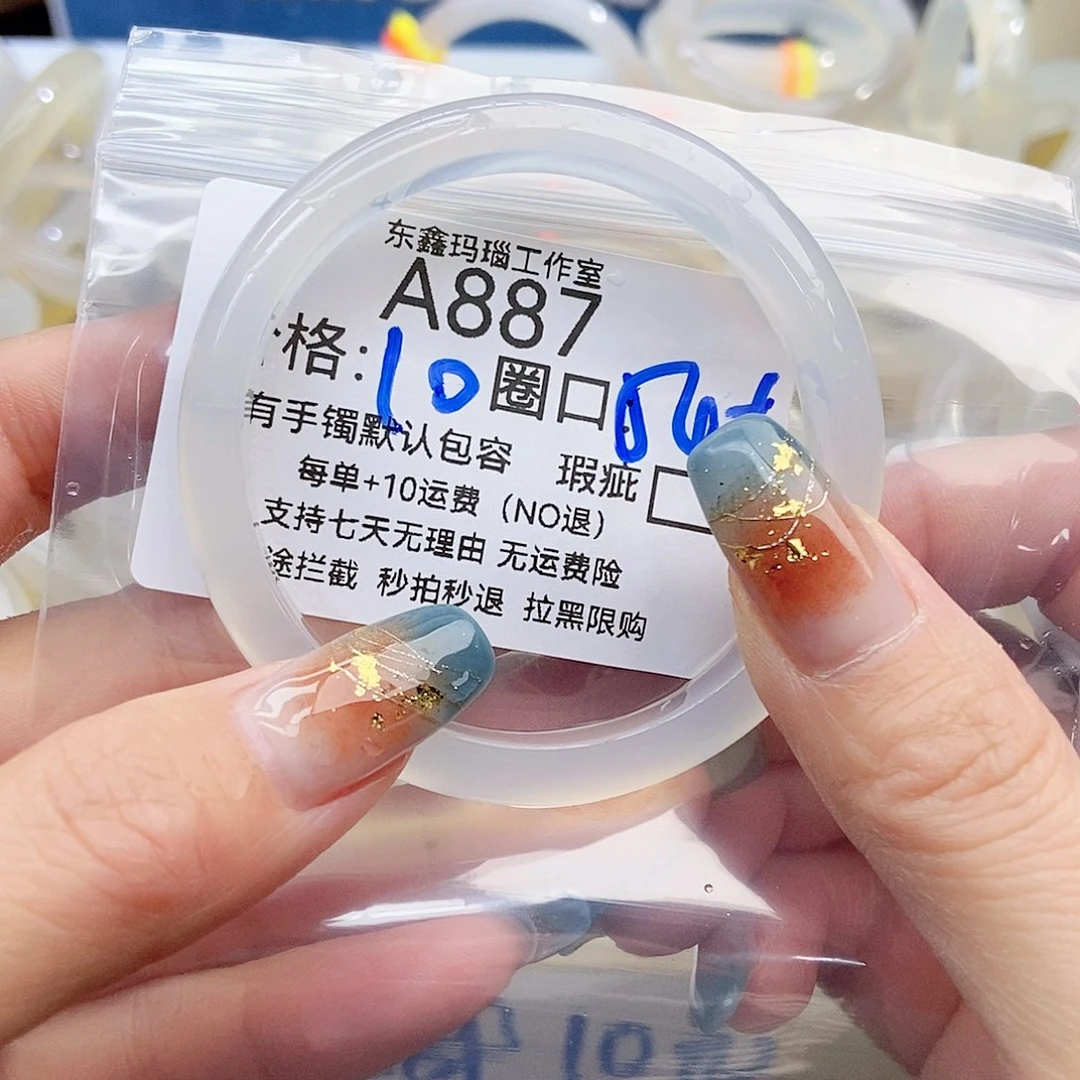 东鑫玛瑙工作室
A887
格:10圈口:
有手镯默认包容 瑕疵
每单+10运费(NO退)
支持七天无理由 无运费险
途拦截 秒拍秒退 拉黑限购